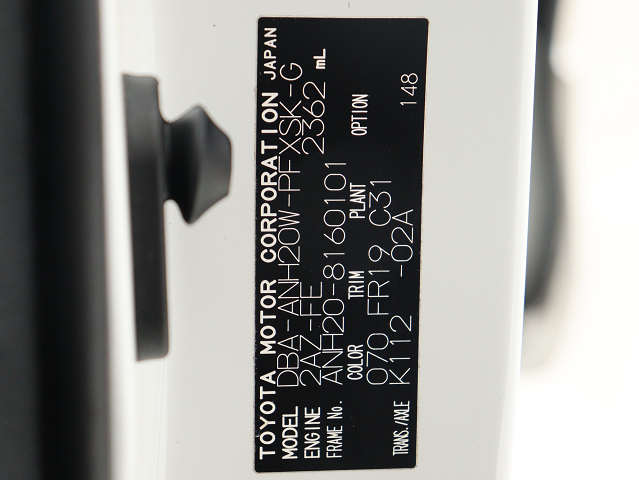 TOYOTA MOTOR CORPORATION JAPAN
MODEL DBA-ANH20W-PFXSK-G
ENGINE 2AZ-FE 2362 mL
FRAME No. ANH20-8160101
COLOR TRIM PLANT OPTION
070 FR19 C31
TRANS./AXLE K112 -02A 148